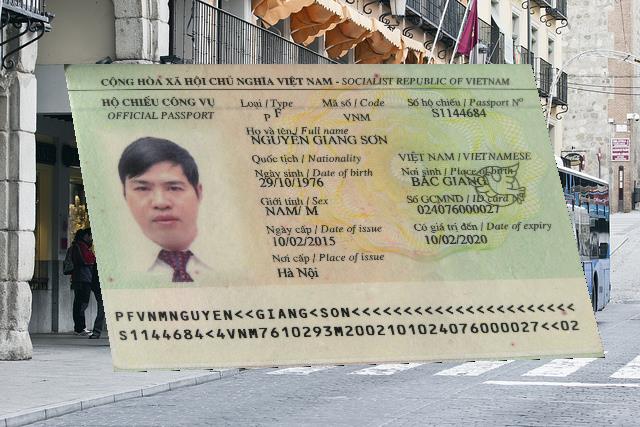 CỘNG HÒA XÃ HỘI CHỦ NGHĨA VIỆT NAM - SOCIALIST REPUBLIC OF VIETNAM
HỘ CHIẾU CÔNG VỤ
OFFICIAL PASSPORT
Loại / Type
P F
Mã số / Code
VNM
Số hộ chiếu / Passport Nº
S1144684
Họ và tên / Full name
NGUYỄN GIANG SƠN
Quốc tịch / Nationality
VIỆT NAM / VIETNAMESE
Ngày sinh / Date of birth
29/10/1976
Nơi sinh / Place of birth
BẮC GIANG
Giới tính / Sex
NAM/ M
Số GCMND / ID card Nº
024076000027
Ngày cấp / Date of issue
10/02/2015
Có giá trị đến / Date of expiry
10/02/2020
Nơi cấp / Place of issue
Hà Nội
PFVNMNGUYEN<<GIANG<SON<<<<<<<<<<<<<<<<<<<<<<
S1144684<4VNM7610293M2002101024076000027<<02